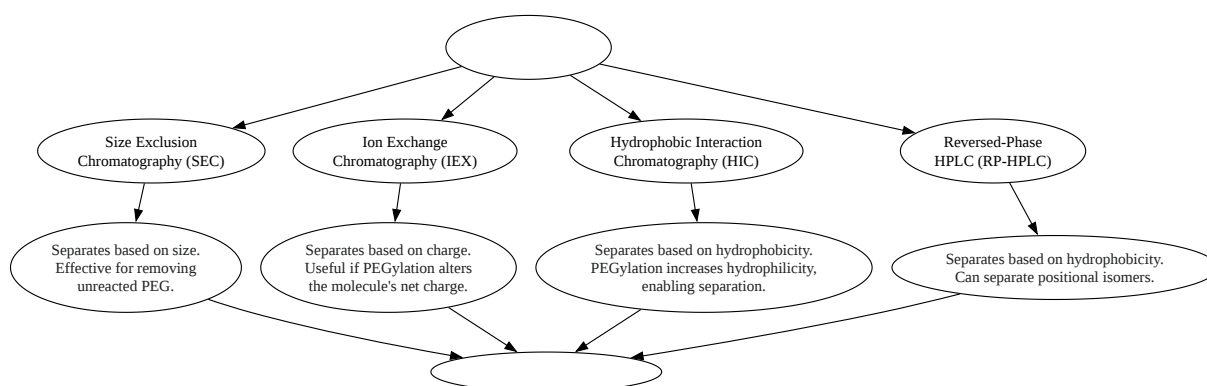 Size Exclusion
Chromatography (SEC)
Ion Exchange
Chromatography (IEX)
Hydrophobic Interaction
Chromatography (HIC)
Reversed-Phase
HPLC (RP-HPLC)
Separates based on size.
Effective for removing
unreacted PEG.
Separates based on charge.
Useful if PEGylation alters
the molecule's net charge.
Separates based on hydrophobicity.
PEGylation increases hydrophilicity,
enabling separation.
Separates based on hydrophobicity.
Can separate positional isomers.